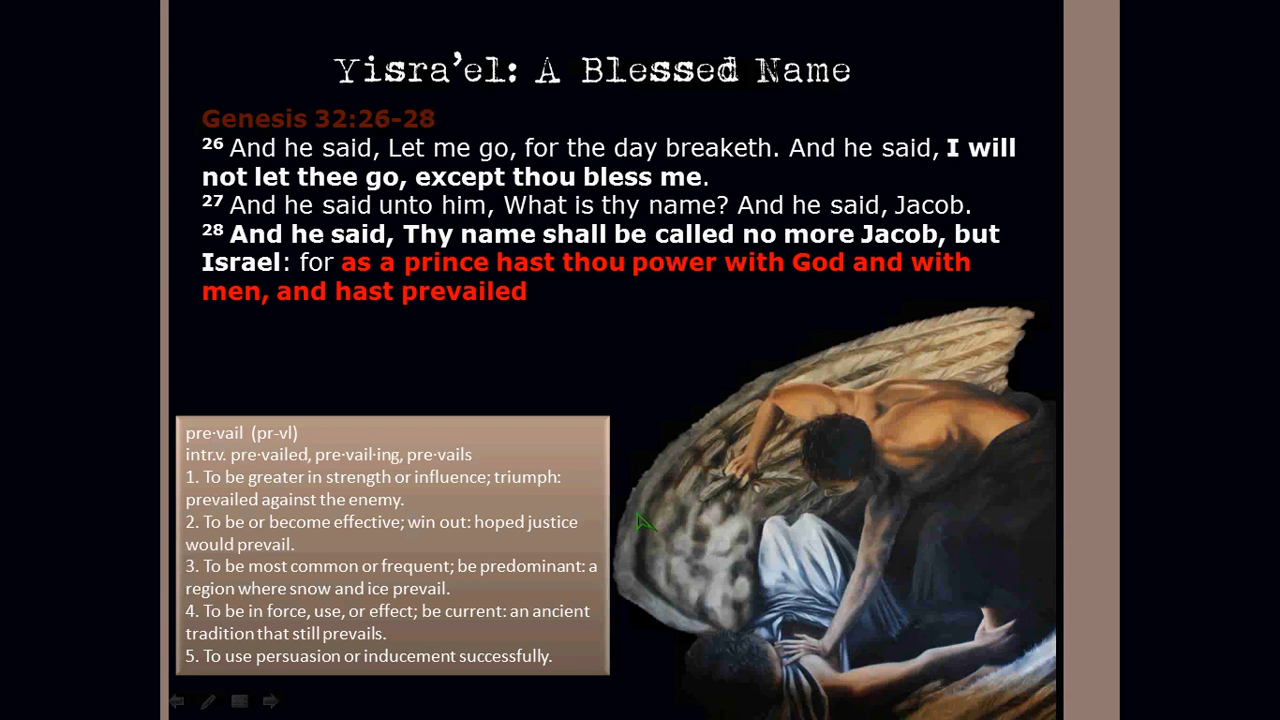 Yisra'el: A Blessed Name
Genesis 32:26-28
26 And he said, Let me go, for the day breaketh. And he said, I will
not let thee go, except thou bless me.
27 And he said unto him, What is thy name? And he said, Jacob.
28 And he said, Thy name shall be called no more Jacob, but
Israel: for as a prince hast thou power with God and with
men, and hast prevailed
pre·vail (pr-vl)
intr.v. pre·vailed, pre·vail·ing, pre·vails
1. To be greater in strength or influence; triumph:
prevailed against the enemy.
2. To be or become effective; win out: hoped justice
would prevail.
3. To be most common or frequent; be predominant: a
region where snow and ice prevail.
4. To be in force, use, or effect; be current: an ancient
tradition that still prevails.
5. To use persuasion or inducement successfully.